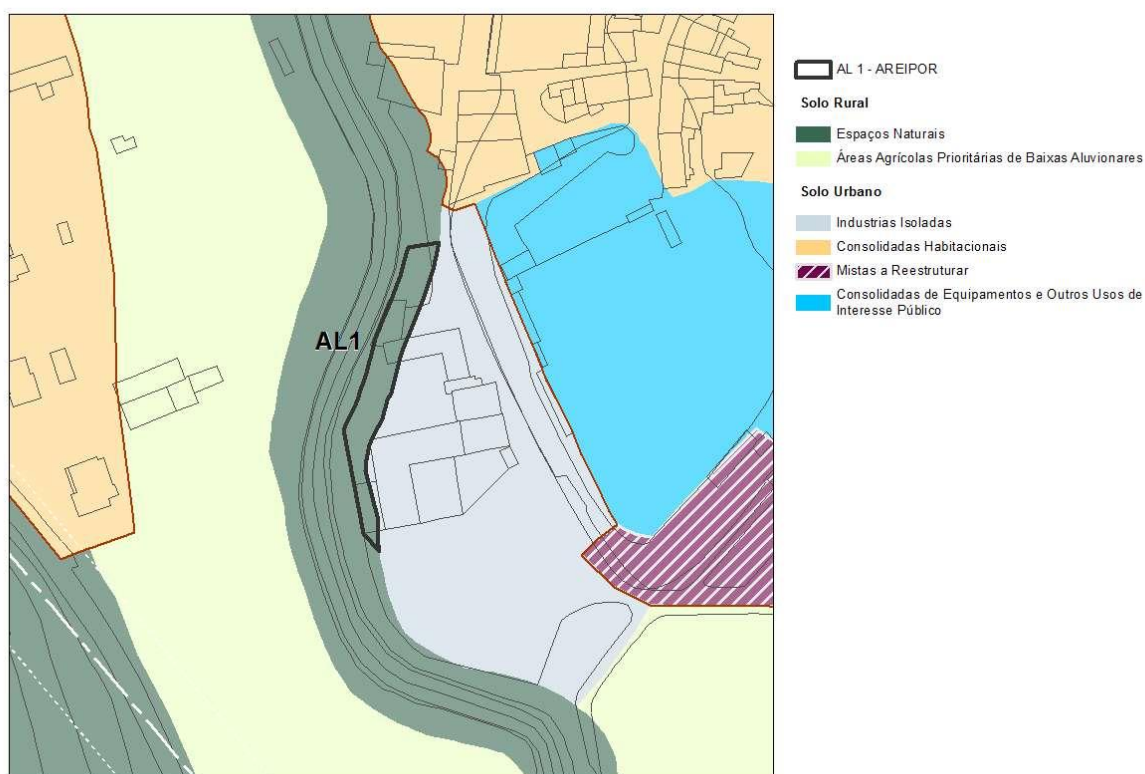 AL1
AL 1 - AREIPOR
Solo Rural
Espaços Naturais
Áreas Agrícolas Prioritárias de Baixas Aluvionares
Solo Urbano
Industrias Isoladas
Consolidadas Habitacionais
Mistas a Reestruturar
Consolidadas de Equipamentos e Outros Usos de
Interesse Público